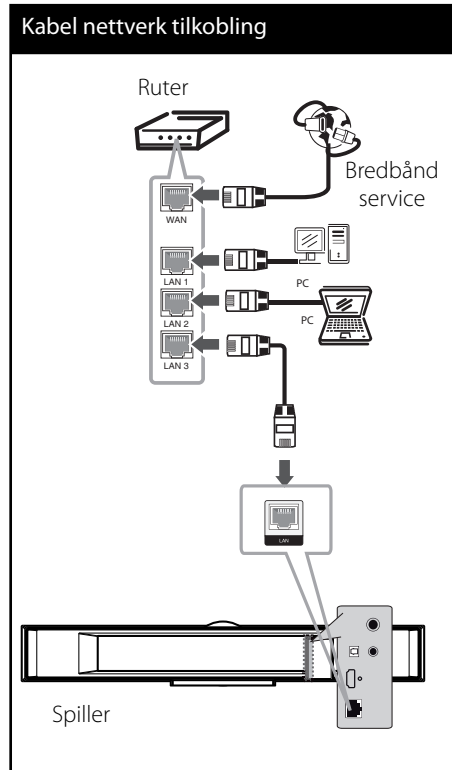 Kabel nettverk tilkobling
Ruter
Bredbånd
service
WAN
LAN 1
PC
LAN 2
PC
LAN 3
LAN
Spiller